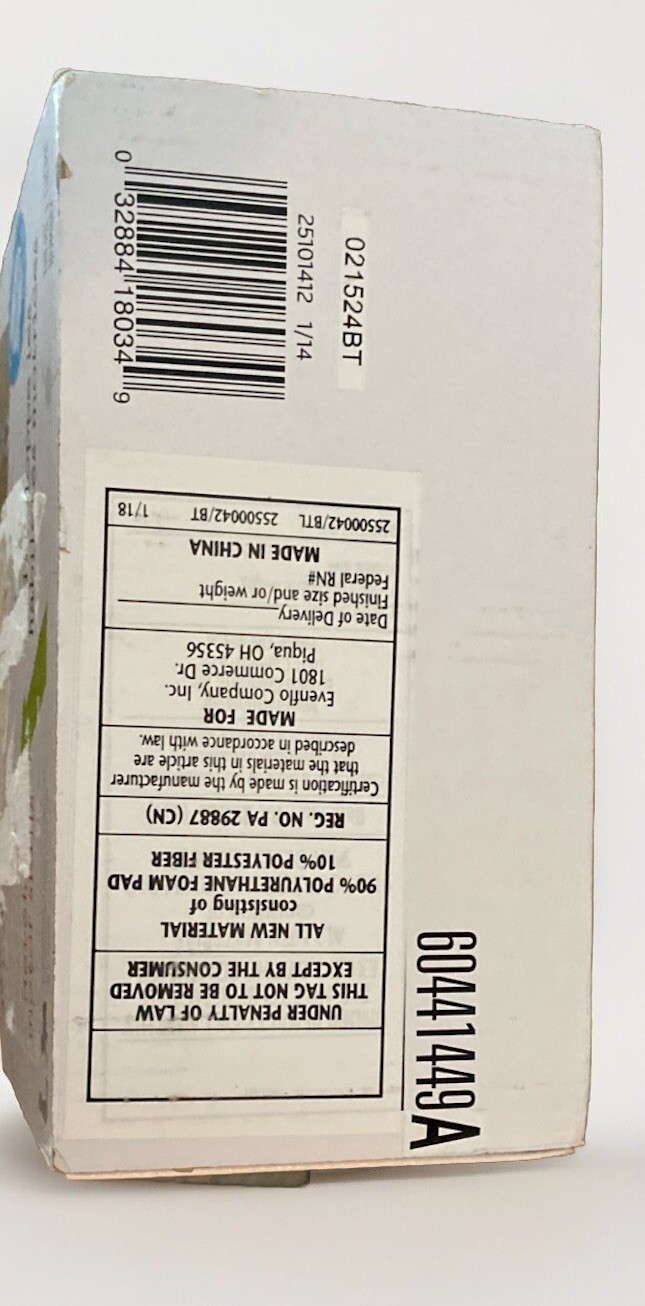 021524BT
25101412 1/14
0 32884 18034 9
UNDER PENALTY OF LAW
THIS TAG NOT TO BE REMOVED
EXCEPT BY THE CONSUMER
ALL NEW MATERIAL
consisting of
90% POLYURETHANE FOAM PAD
10% POLYESTER FIBER
REG. NO. PA 29887 (CN)
Certification is made by the manufacturer
that the materials in this article are
described in accordance with law.
MADE FOR
Evenflo Company, Inc.
1801 Commerce Dr.
Piqua, OH 45356
Date of Delivery
Finished size and/or weight
Federal RN#
MADE IN CHINA
25500042/BTL 25500042/BT 1/18
60441449A